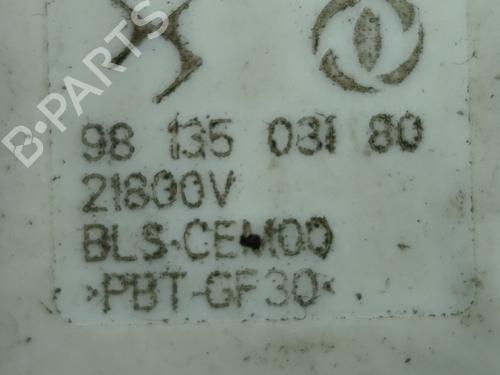 B-PARTS
98 135 031 80
21800V
BLS-CEM00
>PBT-GF30<